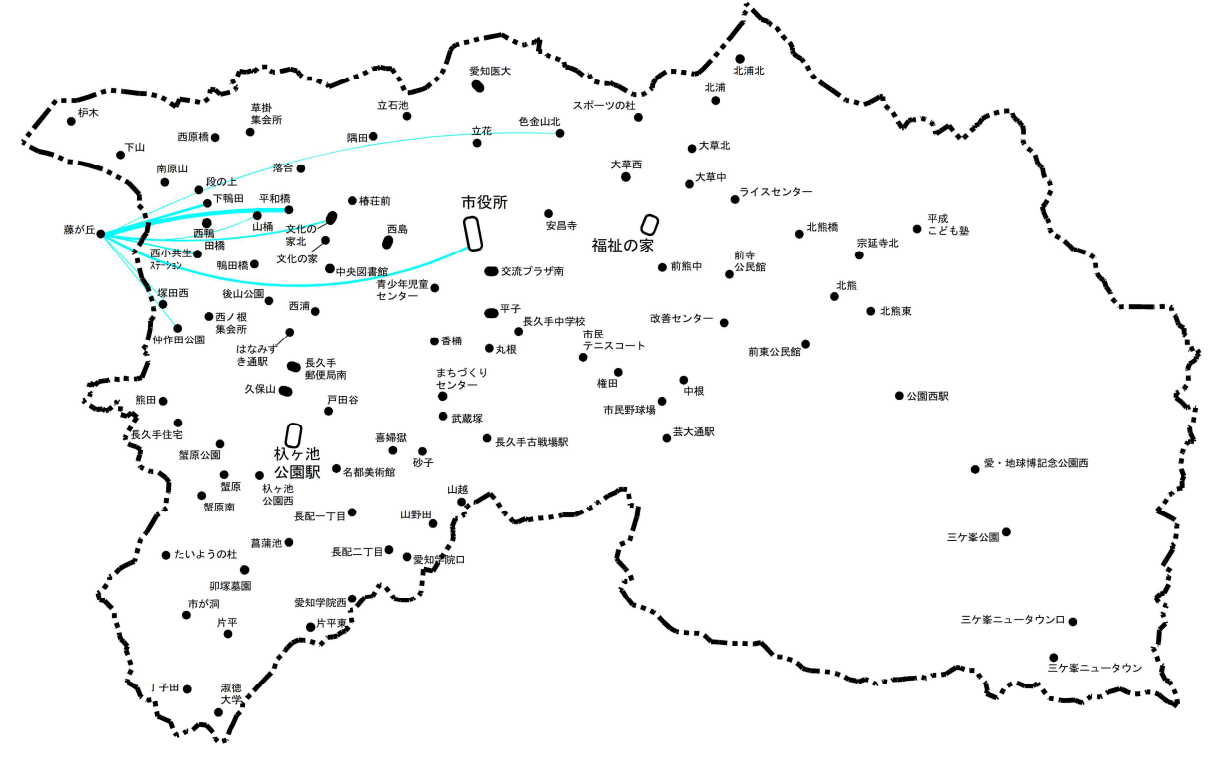 北浦北
愛知医大
北浦
スポーツの杜
枦木
草掛
集会所
立石池
色金山北
西原橋
隅田
立花
下山
大草北
大草西
南原山
落合
大草中
段の上
ライスセンター
下鴨田
平和橋
椿荘前
市役所
藤が丘
西鴨
田橋
山桶
文化の
家北
西島
安昌寺
福祉の家
北熊橋
平成
こども塾
宗延寺北
西小共生
ステーション
鴨田橋
文化の家
中央図書館
交流プラザ南
前熊中
前寺
公民館
青少年児童
センター
塚田西
後山公園
北熊
西浦
平子
西ノ根
集会所
長久手中学校
改善センター
北熊東
仲作田公園
はなみず
き通駅
香桶
丸根
市民
テニスコート
前東公民館
長久手
郵便局南
まちづくり
センター
権田
久保山
中根
熊田
戸田谷
公園西駅
市民野球場
武蔵塚
長久手住宅
芸大通駅
喜婦獄
長久手古戦場駅
蟹原公園
杁ヶ池
公園駅
砂子
名都美術館
愛・地球博記念公園西
蟹原
杁ヶ池
公園西
山越
蟹原南
長配一丁目
山野田
三ケ峯公園
菖蒲池
たいようの杜
長配二丁目
愛知学院口
卯塚墓園
市が洞
愛知学院西
片平
片平東
三ケ峯ニュータウン口
三ケ峯ニュータウン
子田
淑徳
大学